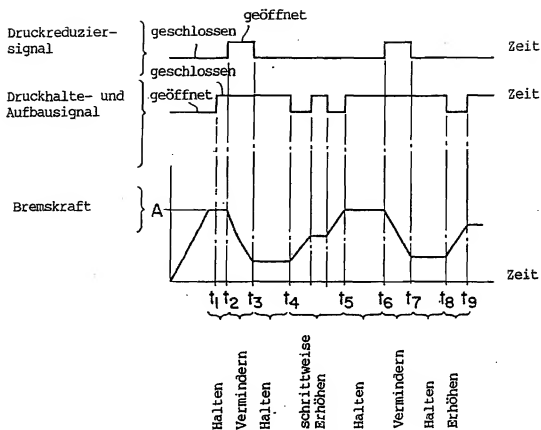 Druckreduzier-
signal
geschlossen
geöffnet
Zeit
geschlossen
Druckhalte- und
Aufbausignal
geöffnet
Zeit
Bremskraft
A
Zeit
t1 t2 t3 t4 t5 t6 t7 t8 t9
Halten
Vermindern
Halten
schrittweise
Erhöhen
Halten
Vermindern
Halten
Erhöhen